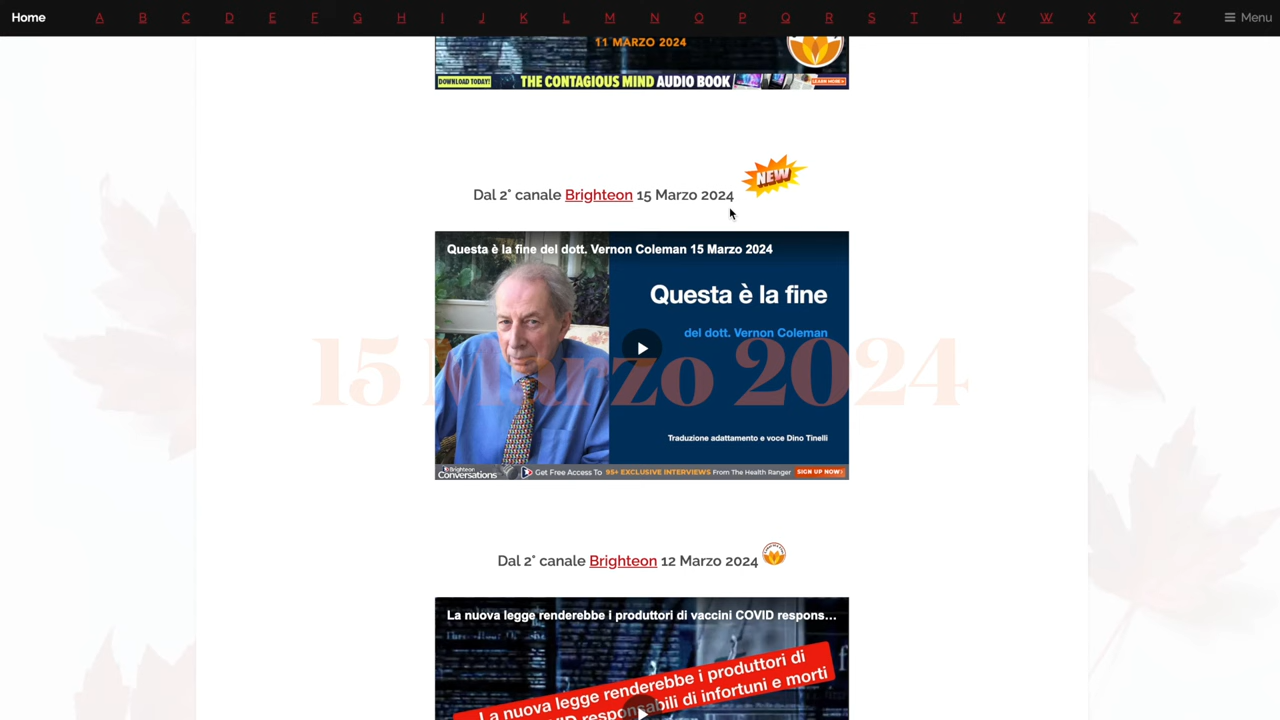 Home A B C D E F G H I J K L M N O P Q R S T U V W X Y Z Menu
11 MARZO 2024
DOWNLOAD TODAY! THE CONTAGIOUS MIND AUDIO BOOK LEARN MORE
Dal 2° canale Brighteon 15 Marzo 2024 NEW
Questa è la fine del dott. Vernon Coleman 15 Marzo 2024
Questa è la fine
del dott. Vernon Coleman
15 Marzo 2024
Traduzione adattamento e voce Dino Tinelli
Brighteon Conversations Get Free Access To 95+ EXCLUSIVE INTERVIEWS From The Health Ranger SIGN UP NOW!
Dal 2° canale Brighteon 12 Marzo 2024
La nuova legge renderebbe i produttori di vaccini COVID respons…
La nuova legge renderebbe i produttori di
COVID responsabili di infortuni e morti